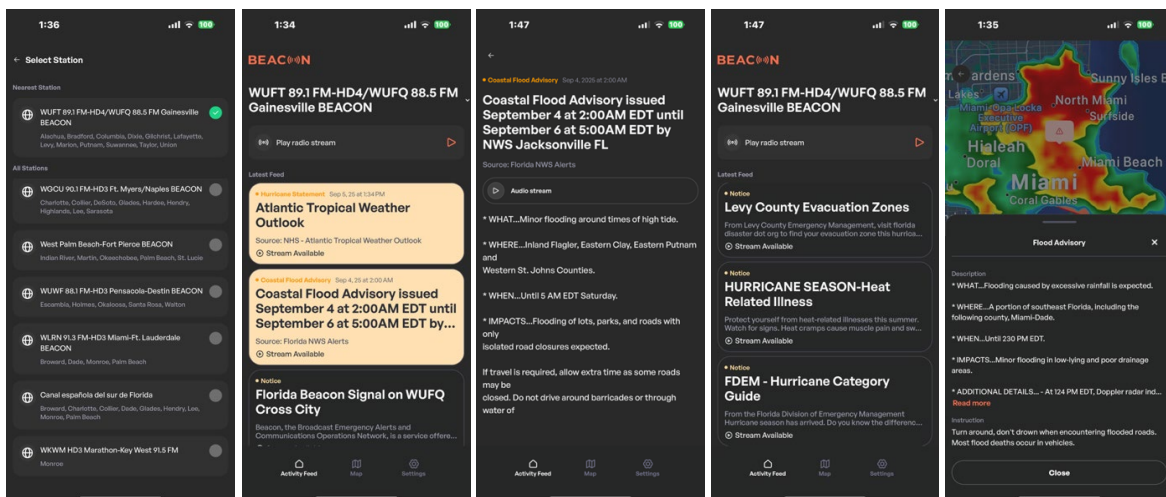 1:36
100
← Select Station
Nearest Station
WUFT 89.1 FM-HD4/WUFQ 88.5 FM Gainesville
BEACON
Alachua, Bradford, Columbia, Dixie, Gilchrist, Lafayette,
Levy, Marion, Putnam, Suwannee, Taylor, Union
All Stations
WGCU 90.1 FM-HD3 Ft. Myers/Naples BEACON
Charlotte, Collier, DeSoto, Glades, Hardee, Hendry,
Highlands, Lee, Sarasota
West Palm Beach-Fort Pierce BEACON
Indian River, Martin, Okeechobee, Palm Beach, St. Lucie
WUWF 88.1 FM-HD3 Pensacola-Destin BEACON
Escambia, Holmes, Okaloosa, Santa Rosa, Walton
WLRN 91.3 FM-HD3 Miami-Ft. Lauderdale
BEACON
Broward, Dade, Monroe, Palm Beach
Canal española del sur de Florida
Broward, Charlotte, Collier, Dade, Glades, Hendry, Lee,
Monroe, Palm Beach
WKWM HD3 Marathon-Key West 91.5 FM
Monroe
1:34
100
BEACON
WUFT 89.1 FM-HD4/WUFQ 88.5 FM
Gainesville BEACON
Play radio stream
Latest Feed
• Hurricane Statement Sep 5, 25 at 1:34 PM
Atlantic Tropical Weather
Outlook
Source: NHS - Atlantic Tropical Weather Outlook
Stream Available
• Coastal Flood Advisory Sep 4, 25 at 2:00 AM
Coastal Flood Advisory issued
September 4 at 2:00AM EDT until
September 6 at 5:00AM EDT by...
Source: Florida NWS Alerts
Stream Available
• Notice
Florida Beacon Signal on WUFQ
Cross City
Beacon, the Broadcast Emergency Alerts and
Communications Operations Network, is a service offere...
Activity Feed
Map
Settings
1:47
100
←
• Coastal Flood Advisory Sep 4, 2025 at 2:00 AM
Coastal Flood Advisory issued
September 4 at 2:00AM EDT until
September 6 at 5:00AM EDT by
NWS Jacksonville FL
Source: Florida NWS Alerts
Audio stream
* WHAT...Minor flooding around times of high tide.
* WHERE...Inland Flagler, Eastern Clay, Eastern Putnam
and
Western St. Johns Counties.
* WHEN...Until 5 AM EDT Saturday.
* IMPACTS...Flooding of lots, parks, and roads with
only
isolated road closures expected.
If travel is required, allow extra time as some roads
may be
closed. Do not drive around barricades or through
water of
Activity Feed
Map
Settings
1:47
100
BEACON
WUFT 89.1 FM-HD4/WUFQ 88.5 FM
Gainesville BEACON
Play radio stream
Latest Feed
• Notice
Levy County Evacuation Zones
From Levy County Emergency Management, visit florida
disaster dot org to find your evacuation zone this hurrica...
Stream Available
• Notice
HURRICANE SEASON-Heat
Related Illness
Protect yourself from heat-related illnesses this summer.
Watch for signs. Heat cramps cause muscle pain and sw...
Stream Available
• Notice
FDEM - Hurricane Category
Guide
From the Florida Division of Emergency Management
Hurricane season has arrived. Do you know the differenc...
Stream Available
Activity Feed
Map
Settings
1:35
100
ardens
Sunny Isles B
Lakes
Miami-Opa Locka
Executive
Airport (OPF)
North Miami
Surfside
Hialeah
Doral
Miami Beach
Miami
Coral Gables
Flood Advisory
×
Description
* WHAT...Flooding caused by excessive rainfall is expected.
* WHERE...A portion of southeast Florida, including the
following county, Miami-Dade.
* WHEN...Until 230 PM EDT.
* IMPACTS...Minor flooding in low-lying and poor drainage
areas.
* ADDITIONAL DETAILS... - At 124 PM EDT, Doppler radar ind...
Read more
Instruction
Turn around, don't drown when encountering flooded roads.
Most flood deaths occur in vehicles.
Close